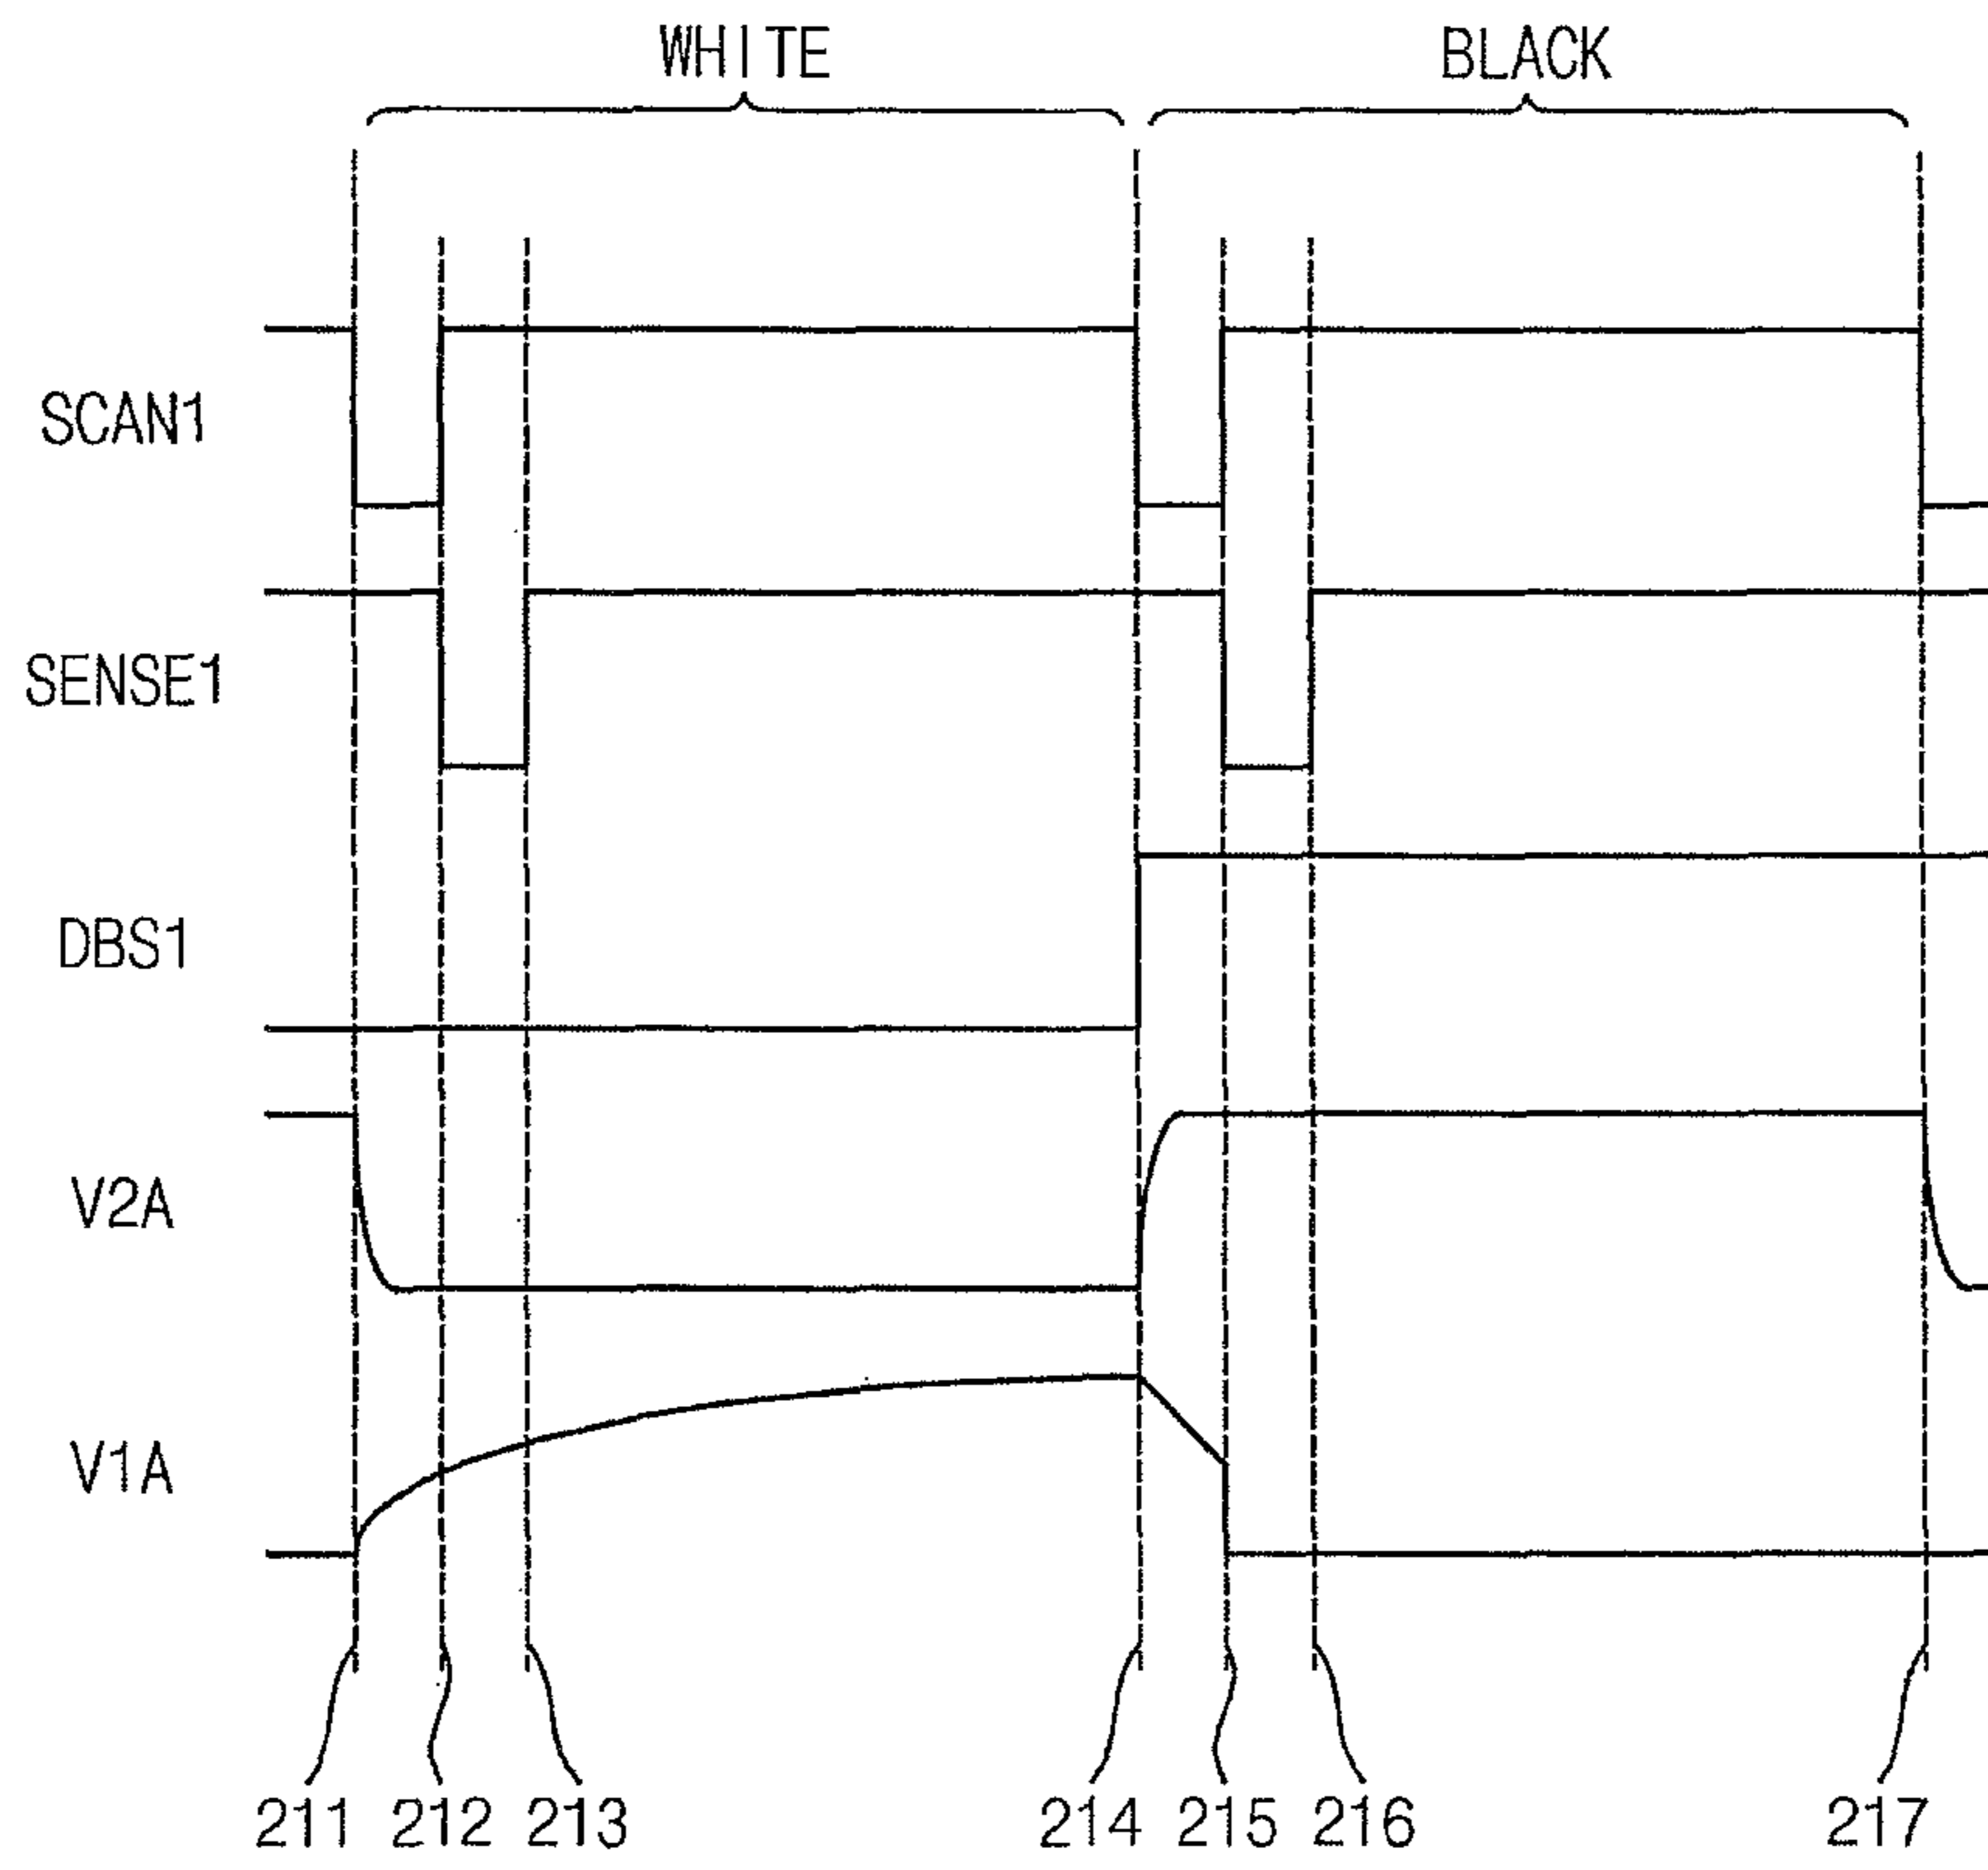 WHITE BLACK
SCAN1
SENSE1
DBS1
V2A
V1A
211 212 213 214 215 216 217